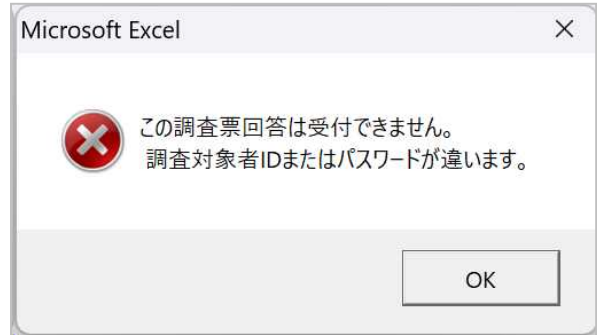 Microsoft Excel
この調査票回答は受付できません。
調査対象者IDまたはパスワードが違います。
OK